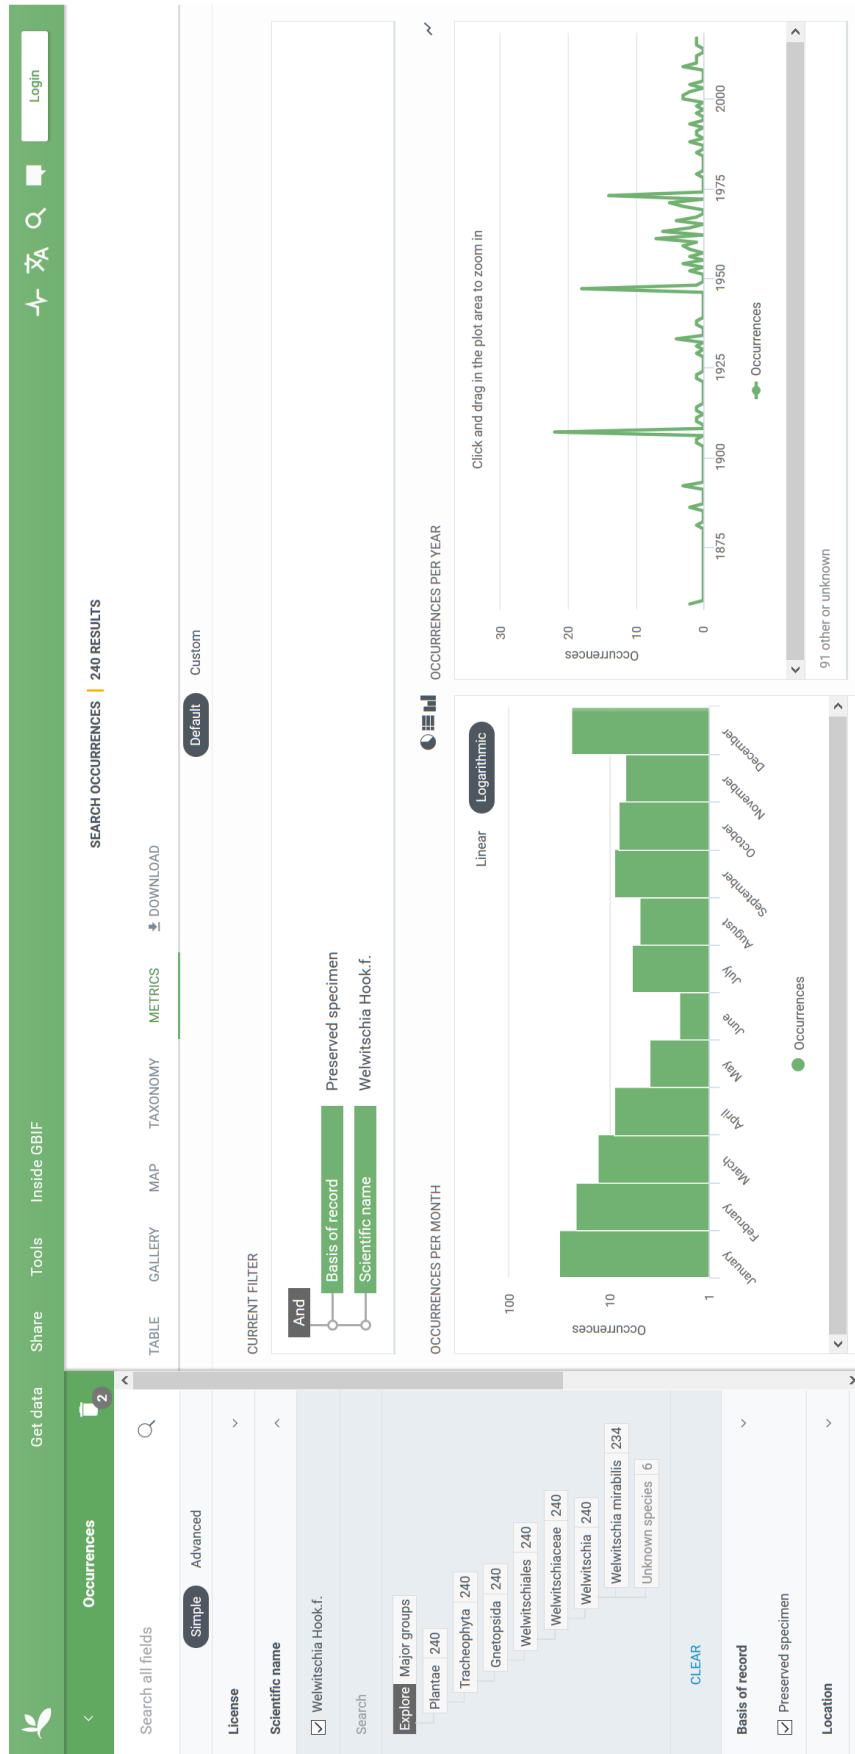 Get data
Share
Tools
Inside GBIF
Login
Occurrences
2
SEARCH OCCURRENCES | 240 RESULTS
Search all fields
TABLE
GALLERY
MAP
TAXONOMY
METRICS
DOWNLOAD
Simple
Advanced
Default
Custom
License
Scientific name
Welwitschia Hook.f.
Search
Explore Major groups
Plantae 240
Tracheophyta 240
Gnetopsida 240
Welwitschiales 240
Welwitschiaceae 240
Welwitschia 240
Welwitschia mirabilis 234
Unknown species 6
CLEAR
Basis of record
Preserved specimen
Location
CURRENT FILTER
And
Basis of record Preserved specimen
Scientific name Welwitschia Hook.f.
OCCURRENCES PER MONTH
Linear
Logarithmic
Occurrences
100
10
1
January
February
March
April
May
June
July
August
September
October
November
December
Occurrences
OCCURRENCES PER YEAR
Click and drag in the plot area to zoom in
Occurrences
30
20
10
0
1875
1900
1925
1950
1975
2000
Occurrences
91 other or unknown